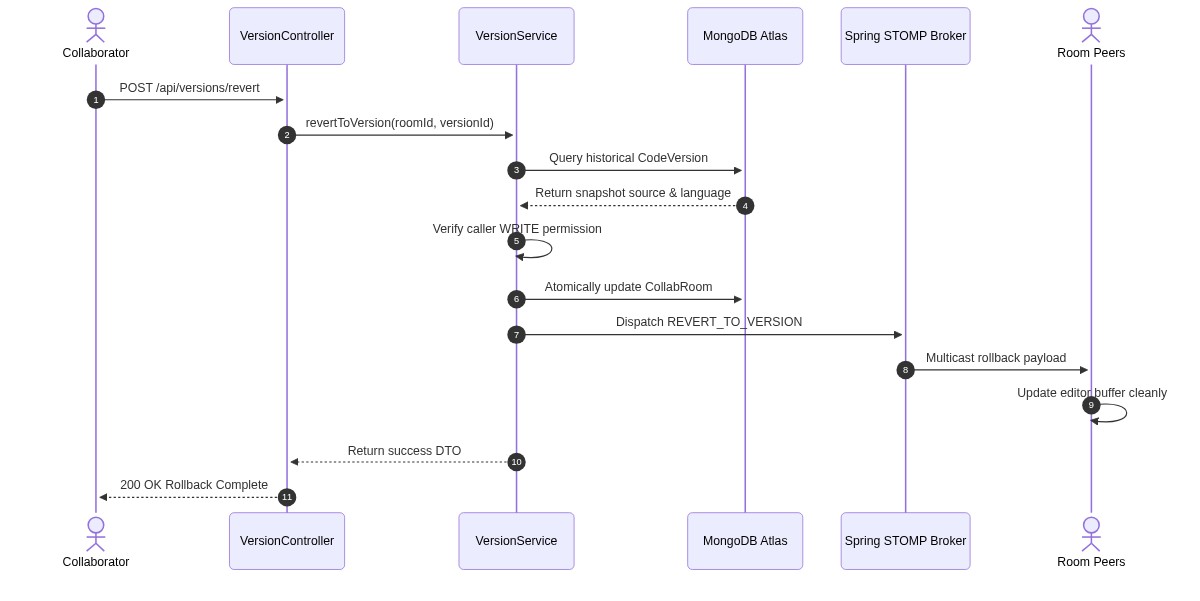 Collaborator
VersionController
VersionService
MongoDB Atlas
Spring STOMP Broker
Room Peers
1
POST /api/versions/revert
2
revertToVersion(roomId, versionId)
3
Query historical CodeVersion
Return snapshot source & language
4
Verify caller WRITE permission
5
6
Atomically update CollabRoom
7
Dispatch REVERT_TO_VERSION
8
Multicast rollback payload
Update editor buffer cleanly
9
Return success DTO
10
200 OK Rollback Complete
11
Collaborator
VersionController
VersionService
MongoDB Atlas
Spring STOMP Broker
Room Peers